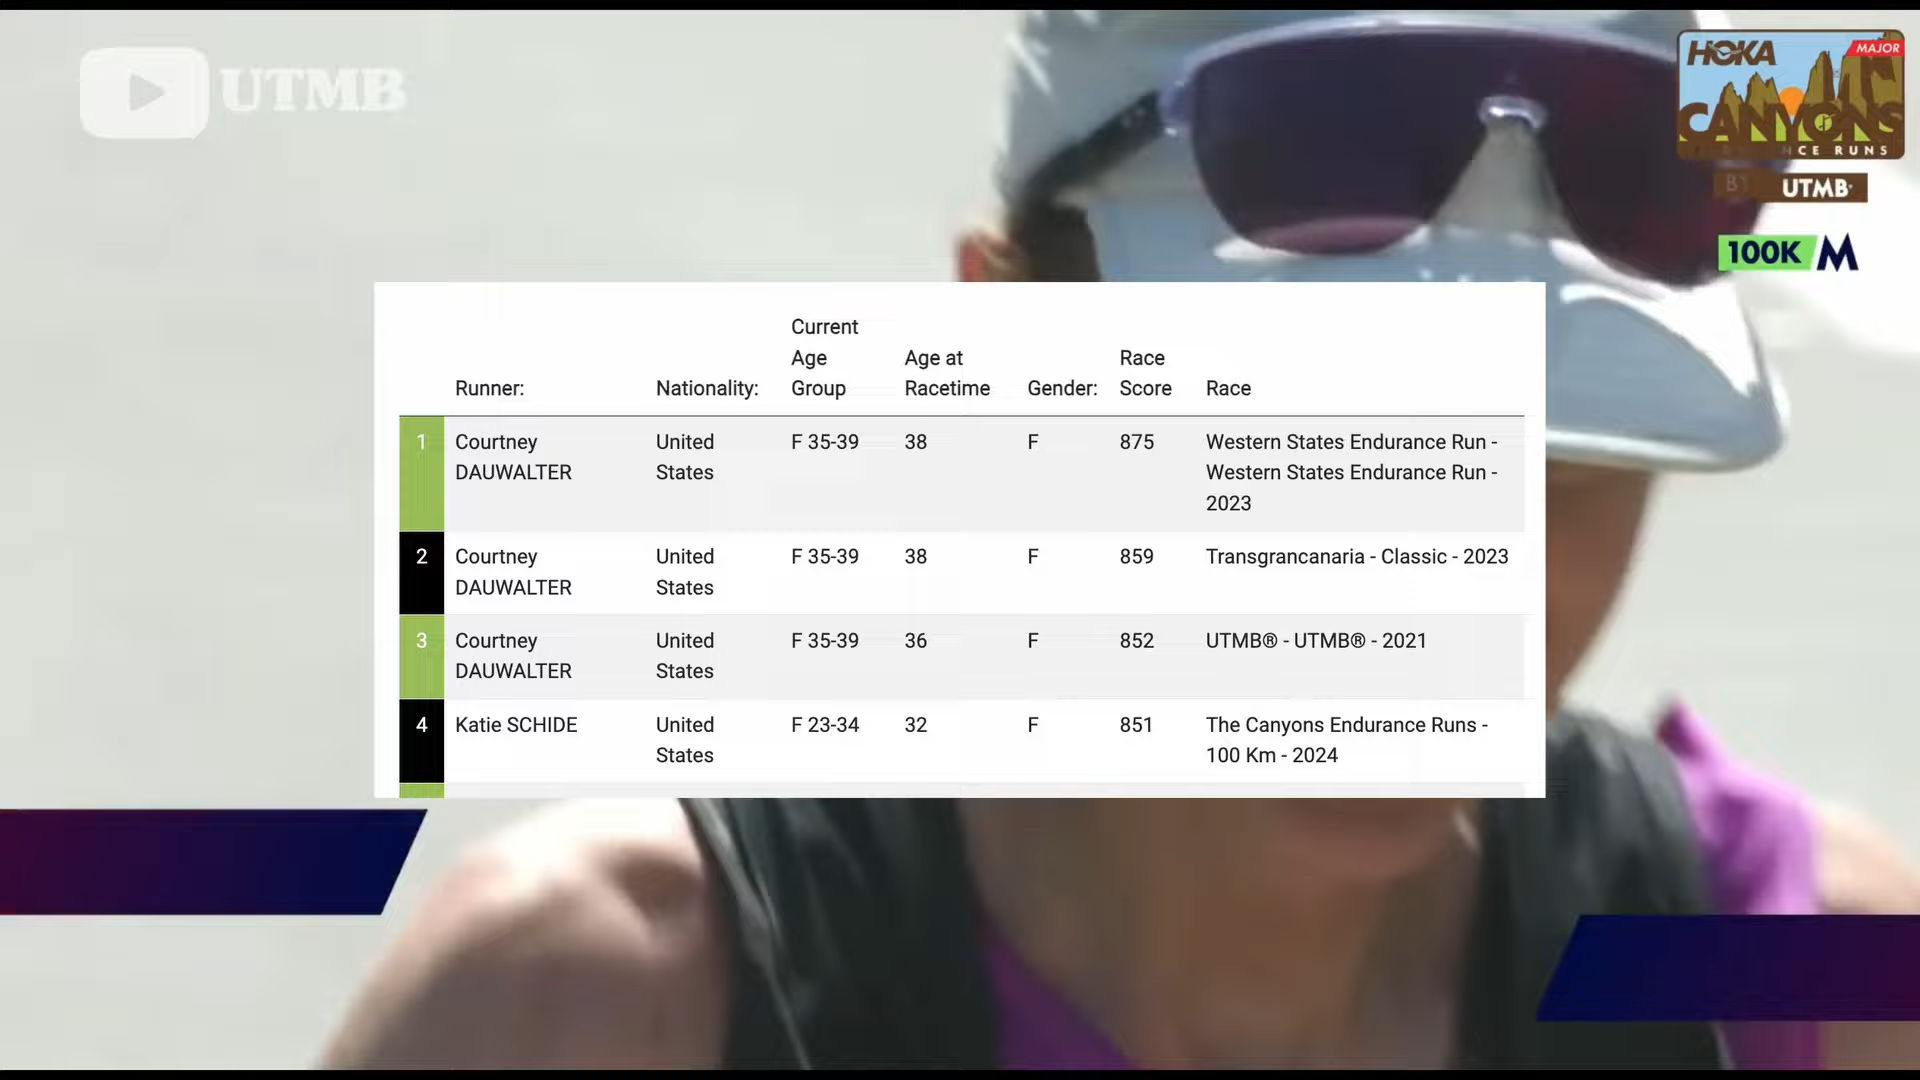 UTMB
HOKA
MAJOR
CANYONS
NCE RUNS
BY UTMB
100K M
Current
Age
Group
Age at
Racetime
Race
Score
Runner:
Nationality:
Gender:
Race
1
Courtney
DAUWALTER
United
States
F 35-39
38
F
875
Western States Endurance Run -
Western States Endurance Run -
2023
2
Courtney
DAUWALTER
United
States
F 35-39
38
F
859
Transgrancanaria - Classic - 2023
3
Courtney
DAUWALTER
United
States
F 35-39
36
F
852
UTMB® - UTMB® - 2021
4
Katie SCHIDE
United
States
F 23-34
32
F
851
The Canyons Endurance Runs -
100 Km - 2024